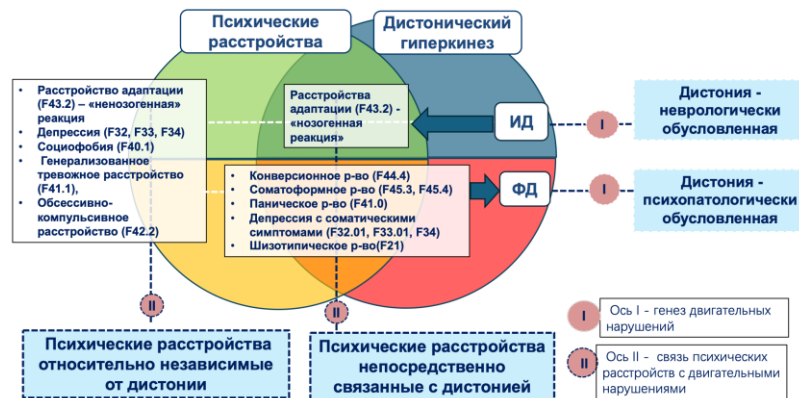 Психические
расстройства
Дистонический
гиперкинез
• Расстройство адаптации
(F43.2) – «ненозогенная»
реакция
• Депрессия (F32, F33, F34)
• Социофобия (F40.1)
• Генерализованное
тревожное расстройство
(F41.1),
• Обсессивно-
компульсивное
расстройство (F42.2)
Расстройства
адаптации (F43.2) -
«нозогенная
реакция»
ИД
I
Дистония -
неврологически
обусловленная
• Конверсионное р-во (F44.4)
• Соматоформное р-во (F45.3, F45.4)
• Паническое р-во (F41.0)
• Депрессия с соматическими
симптомами (F32.01, F33.01, F34)
• Шизотипическое р-во(F21)
ФД
I
Дистония -
психопатологически
обусловленная
II
II
Психические расстройства
относительно независимые
от дистонии
Психические расстройства
непосредственно
связанные с дистонией
I
Ось I - генез двигательных
нарушений
II
Ось II - связь психических
расстройств с двигательными
нарушениями